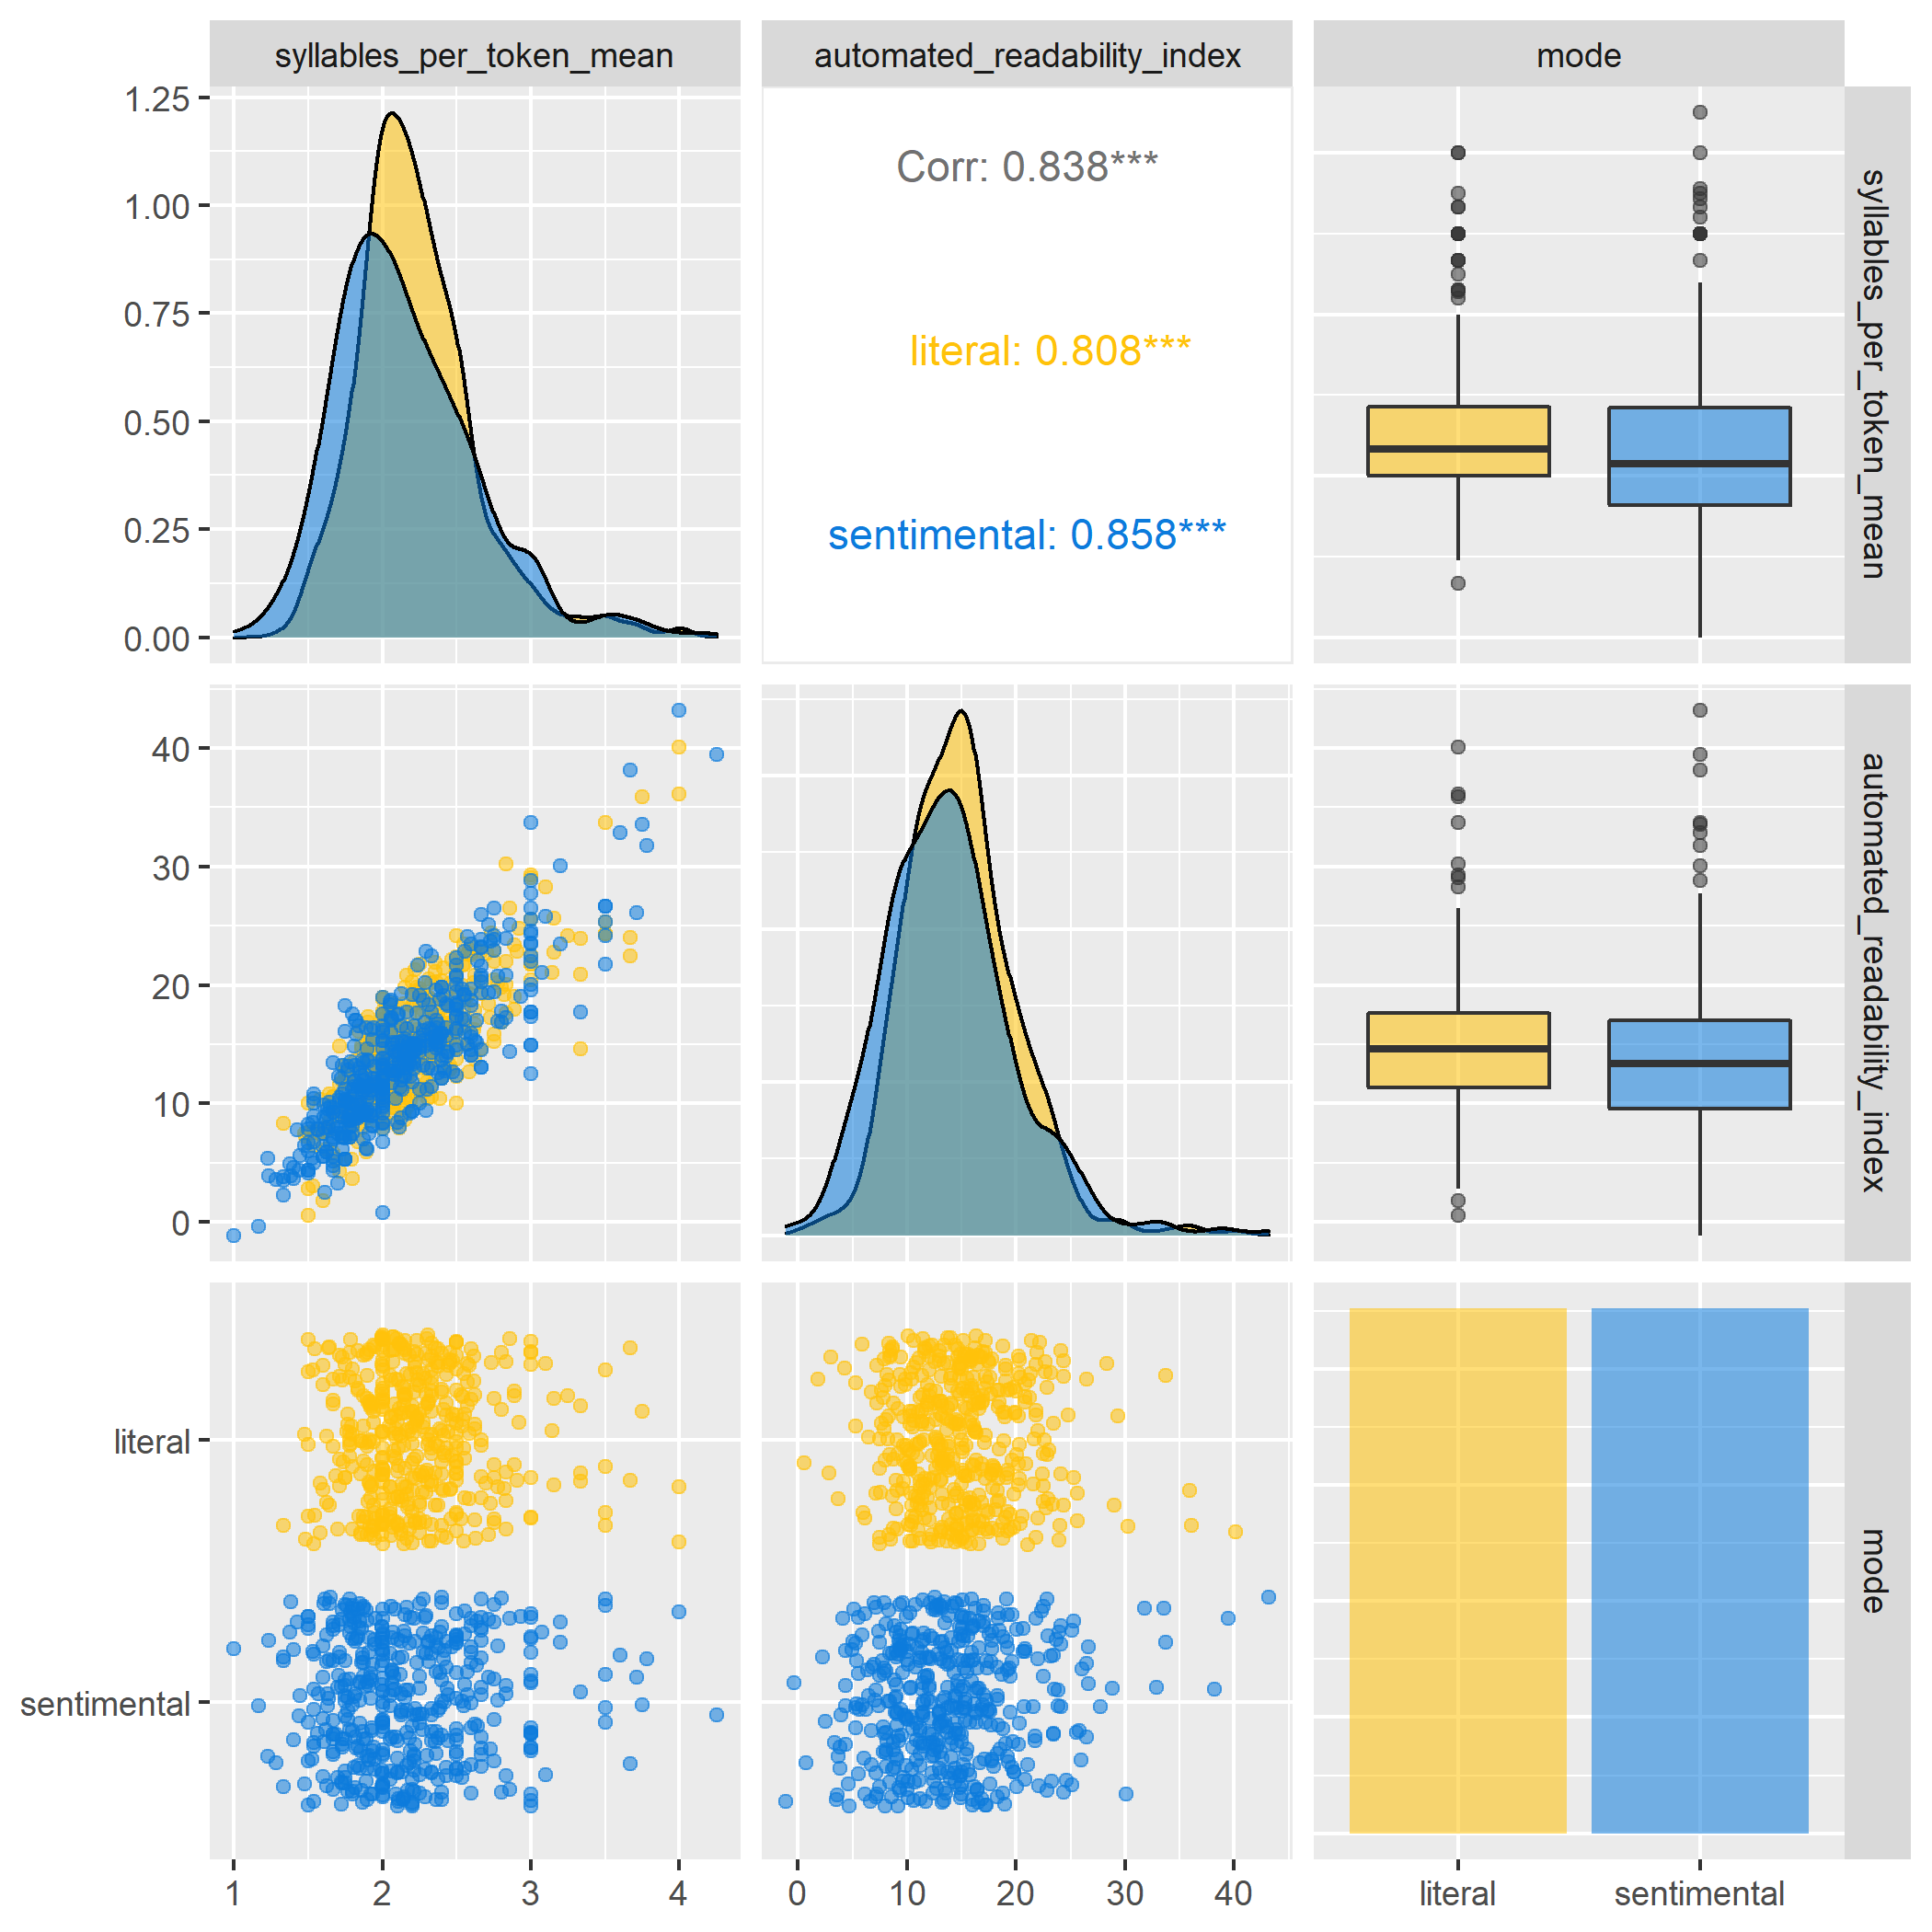 syllables_per_token_mean
automated_readability_index
mode
1.25
1.00
0.75
0.50
0.25
0.00
Corr: 0.838***
literal: 0.808***
sentimental: 0.858***
syllables_per_token_mean
40
30
20
10
0
automated_readability_index
literal
sentimental
mode
1 2 3 4
0 10 20 30 40
literal sentimental